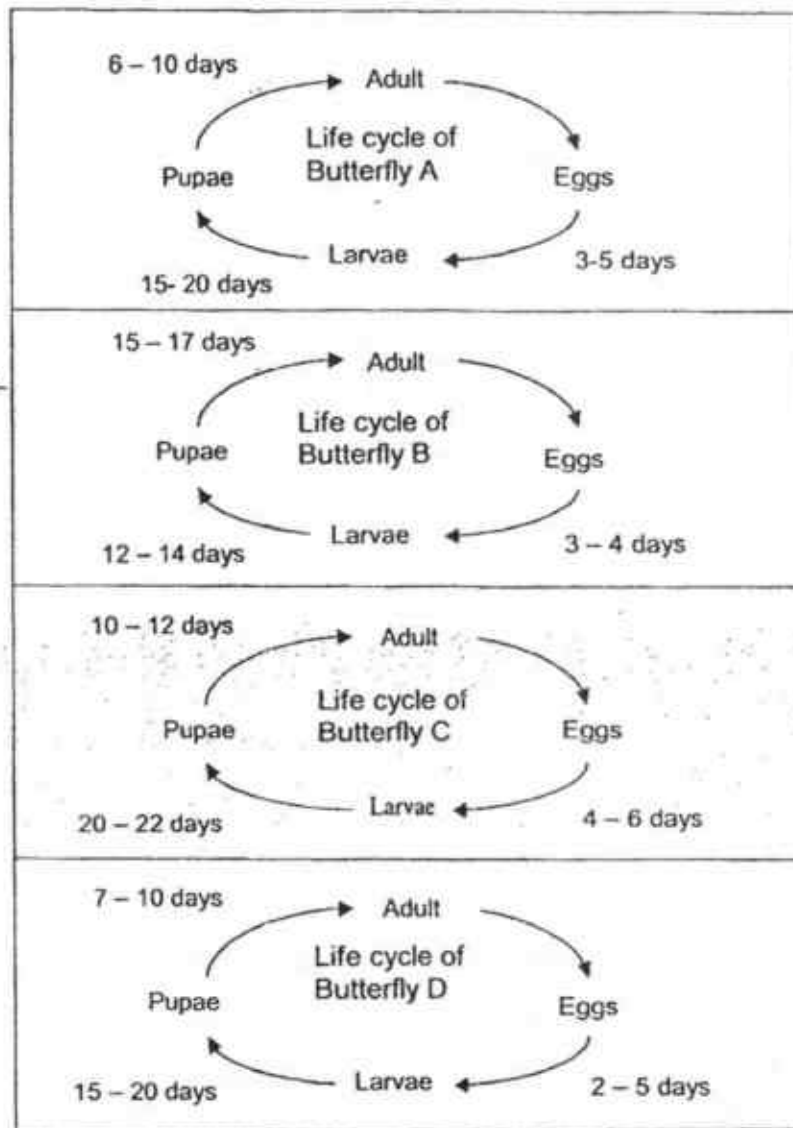 6 – 10 days
Adult
Life cycle of
Butterfly A
Pupae
Eggs
Larvae
3-5 days
15- 20 days
15 – 17 days
Adult
Life cycle of
Butterfly B
Pupae
Eggs
Larvae
3 – 4 days
12 – 14 days
10 – 12 days
Adult
Life cycle of
Butterfly C
Pupae
Eggs
Larvae
4 – 6 days
20 – 22 days
7 – 10 days
Adult
Life cycle of
Butterfly D
Pupae
Eggs
Larvae
2 – 5 days
15 – 20 days